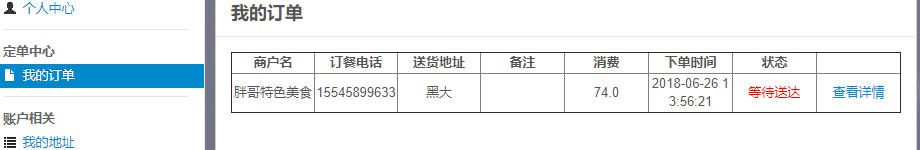 个人中心
定单中心
我的订单
账户相关
我的地址
我的订单
商户名 订餐电话 送货地址 备注 消费 下单时间 状态
胖哥特色美食 15545899633 黑大 74.0 2018-06-26 1 等待送达 查看详情
3:56:21